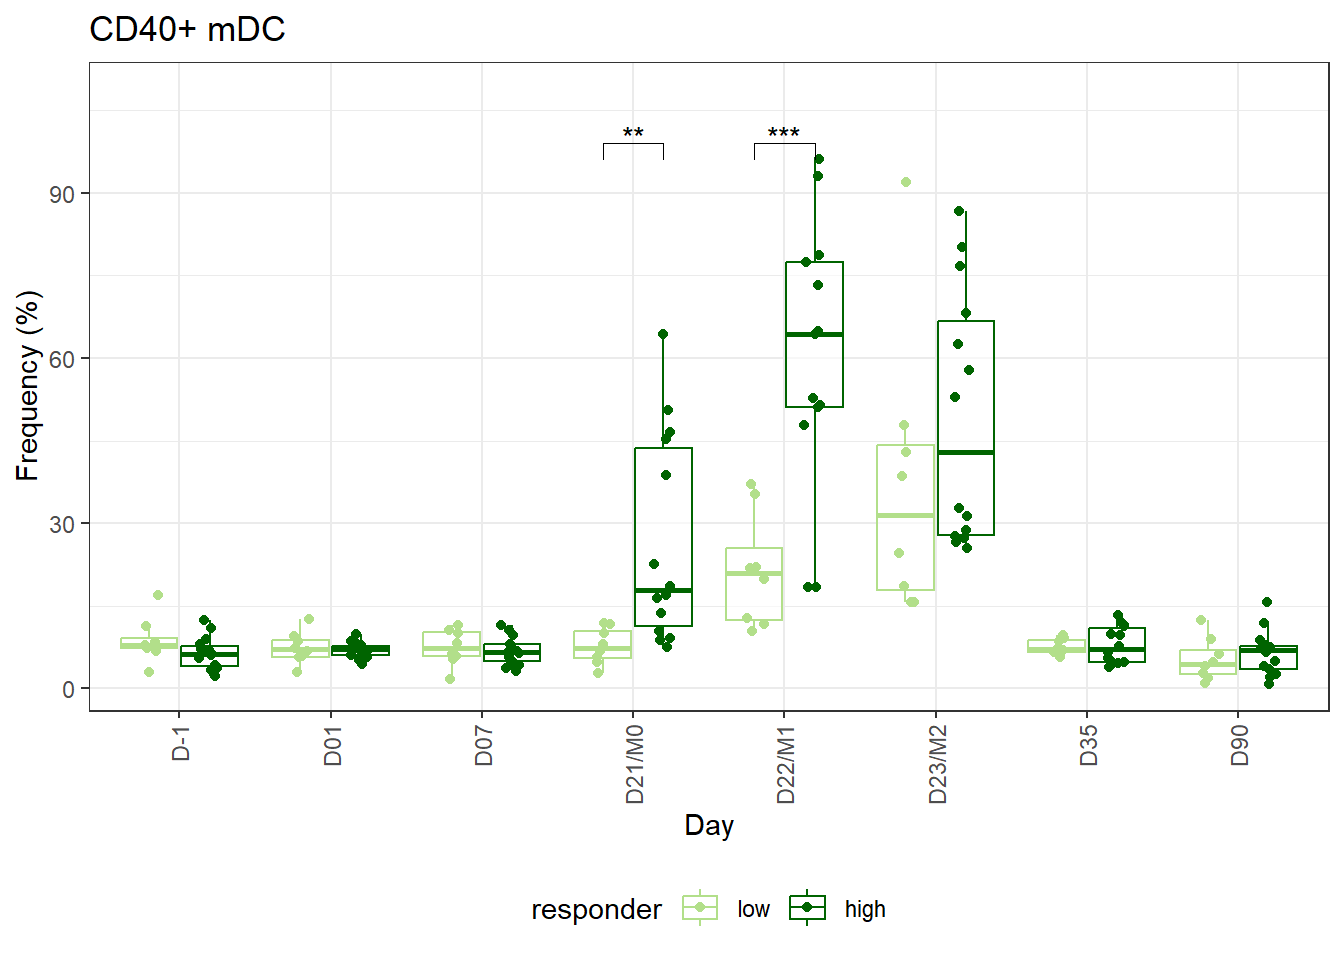 CD40+ mDC
** ***
90
60
30
0
Frequency (%)
D-1 D01 D07 D21/M0 D22/M1 D23/M2 D35 D90
Day
responder low high